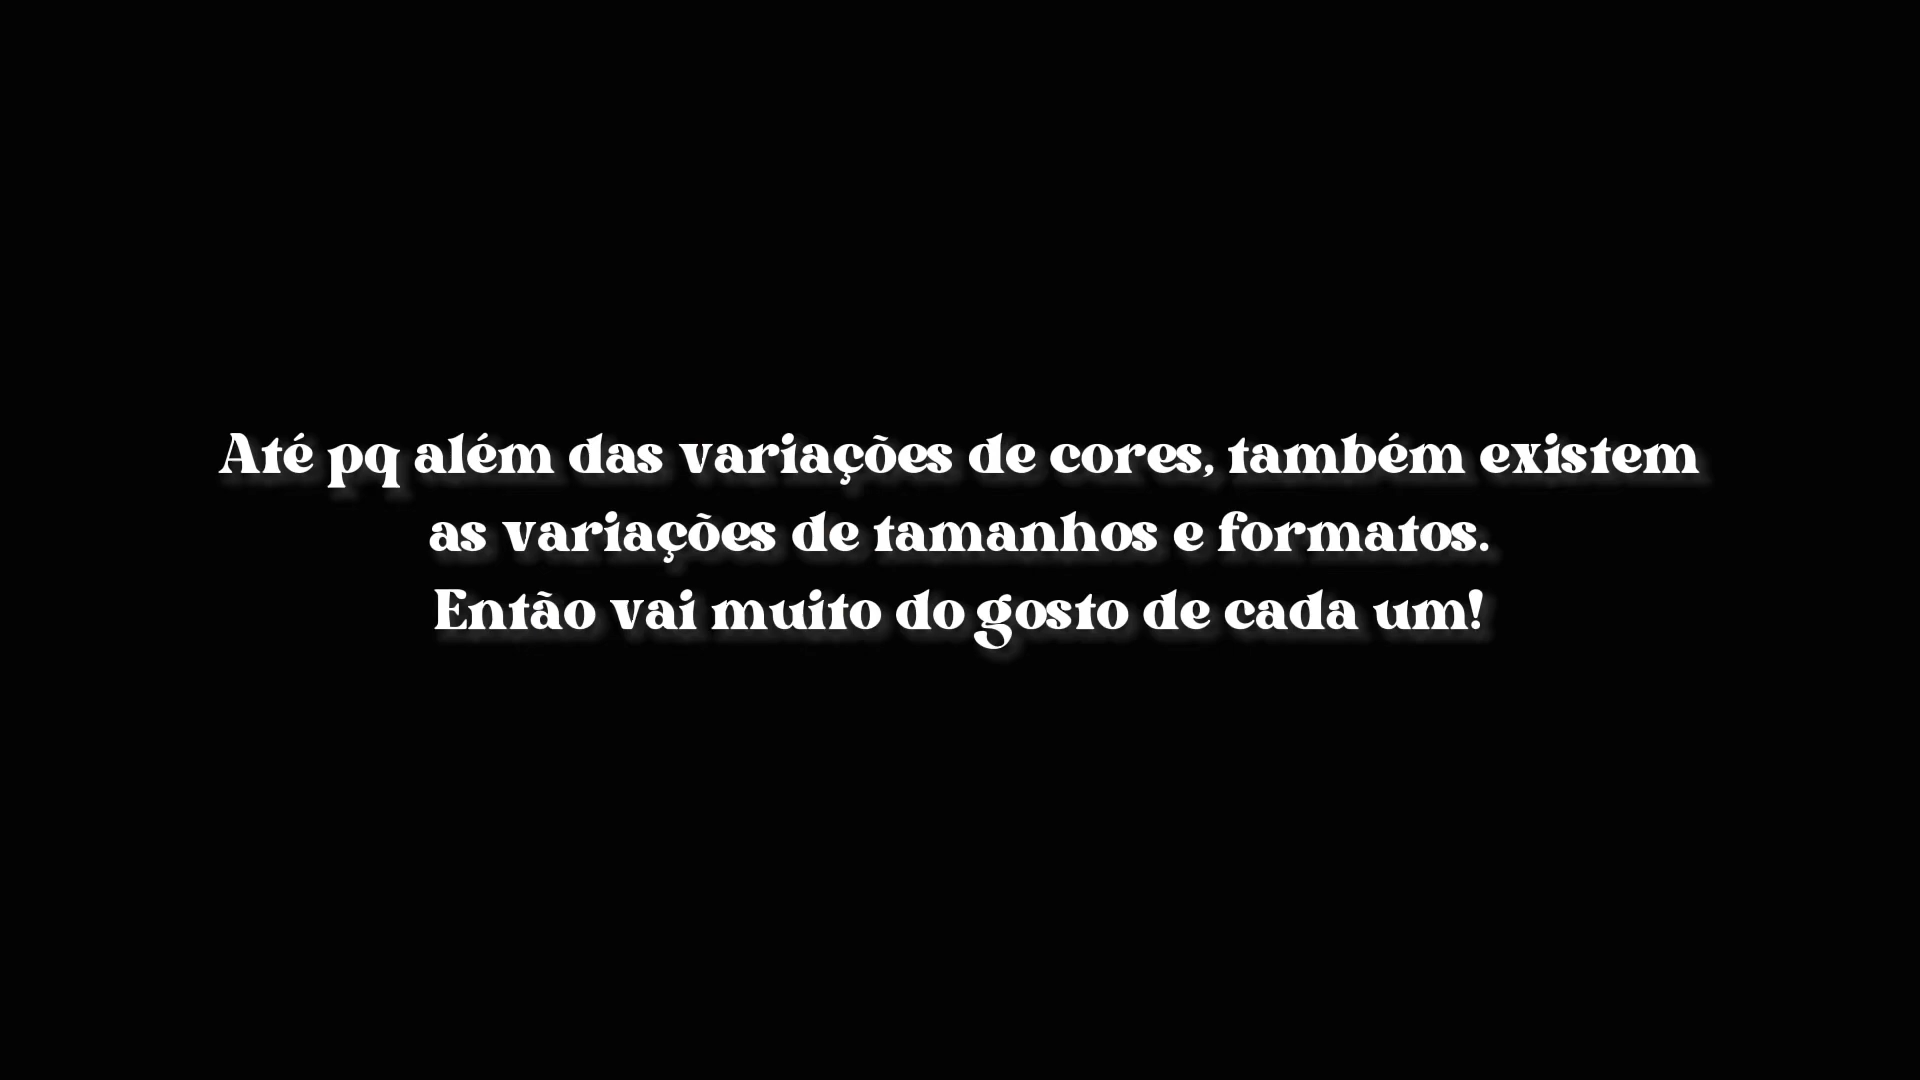 Até pq além das variações de cores, também existem
as variações de tamanhos e formatos.
Então vai muito do gosto de cada um!